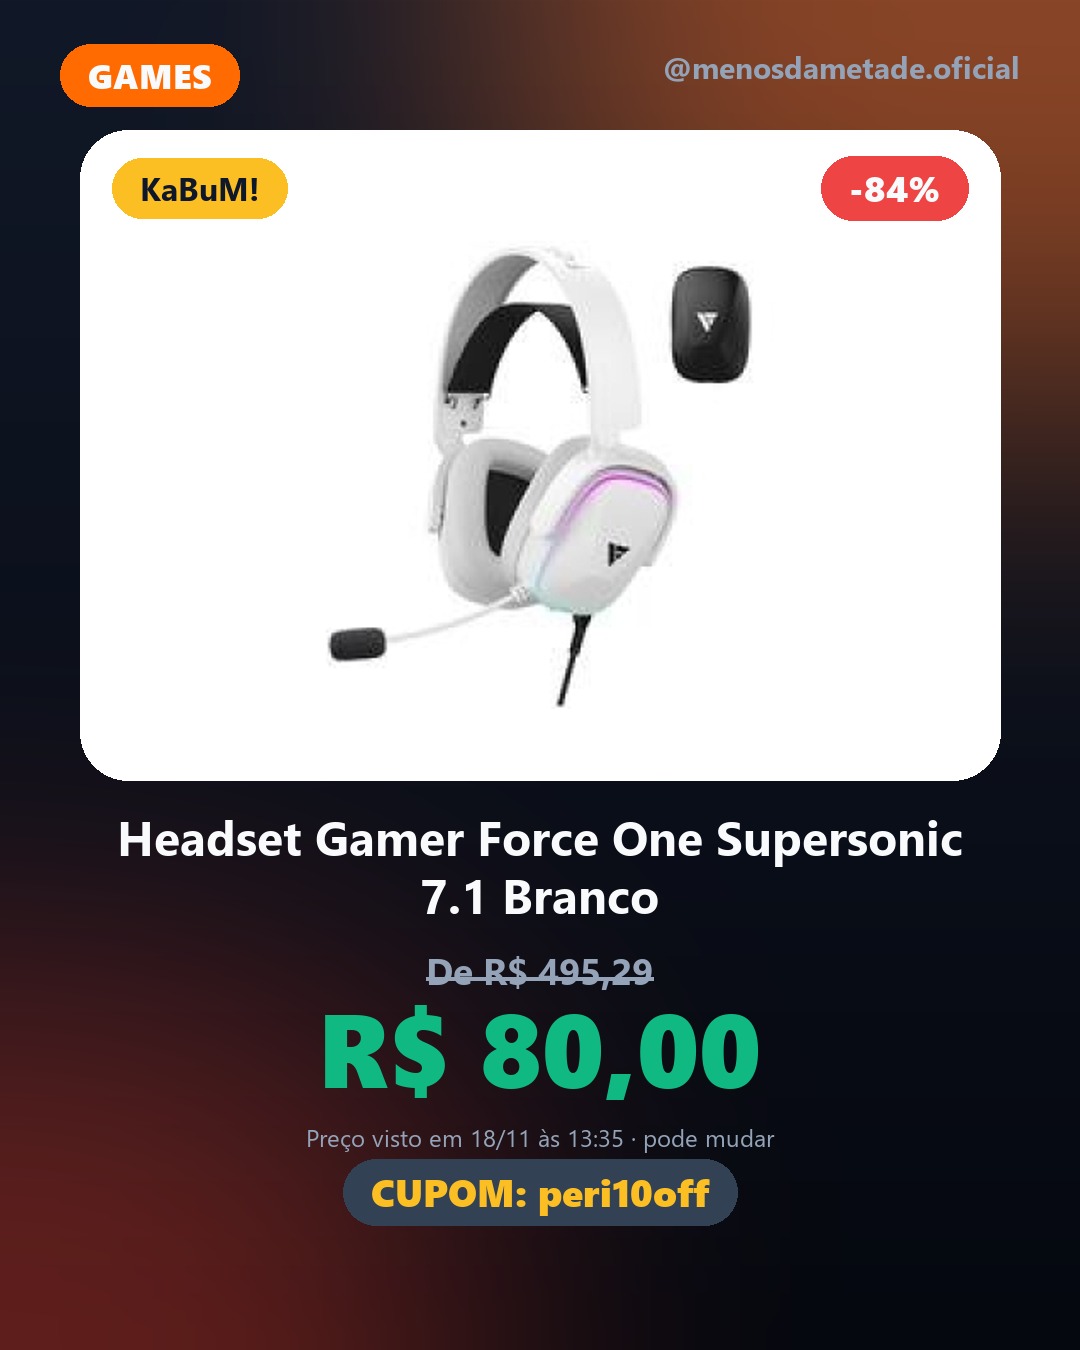 GAMES
@menosdametade.oficial
KaBuM!
-84%
Headset Gamer Force One Supersonic
7.1 Branco
De R$ 495,29
R$ 80,00
Preço visto em 18/11 às 13:35 · pode mudar
CUPOM: peri10off